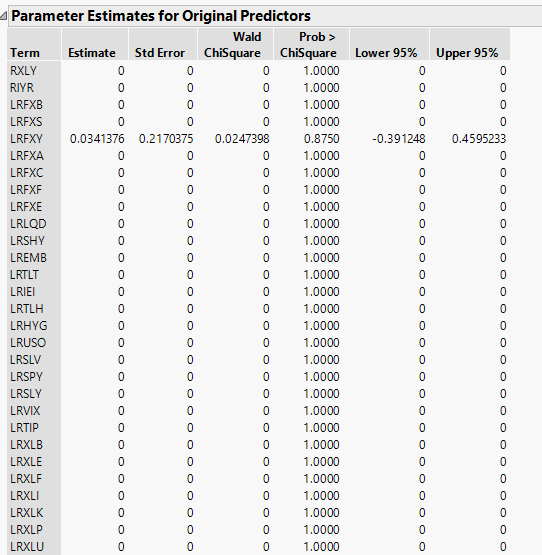 Parameter Estimates for Original Predictors
Wald Prob >
Term Estimate Std Error ChiSquare ChiSquare Lower 95% Upper 95%
RXLY 0 0 0 1.0000 0 0
RIYR 0 0 0 1.0000 0 0
LRFXB 0 0 0 1.0000 0 0
LRFXS 0 0 0 1.0000 0 0
LRFXY 0.0341376 0.2170375 0.0247398 0.8750 -0.391248 0.4595233
LRFXA 0 0 0 1.0000 0 0
LRFXC 0 0 0 1.0000 0 0
LRFXF 0 0 0 1.0000 0 0
LRFXE 0 0 0 1.0000 0 0
LRLQD 0 0 0 1.0000 0 0
LRSHY 0 0 0 1.0000 0 0
LREMB 0 0 0 1.0000 0 0
LRTLT 0 0 0 1.0000 0 0
LRIEI 0 0 0 1.0000 0 0
LRTLH 0 0 0 1.0000 0 0
LRHYG 0 0 0 1.0000 0 0
LRUSO 0 0 0 1.0000 0 0
LRSLV 0 0 0 1.0000 0 0
LRSPY 0 0 0 1.0000 0 0
LRSLY 0 0 0 1.0000 0 0
LRVIX 0 0 0 1.0000 0 0
LRTIP 0 0 0 1.0000 0 0
LRXLB 0 0 0 1.0000 0 0
LRXLE 0 0 0 1.0000 0 0
LRXLF 0 0 0 1.0000 0 0
LRXLI 0 0 0 1.0000 0 0
LRXLK 0 0 0 1.0000 0 0
LRXLP 0 0 0 1.0000 0 0
LRXLU 0 0 0 1.0000 0 0